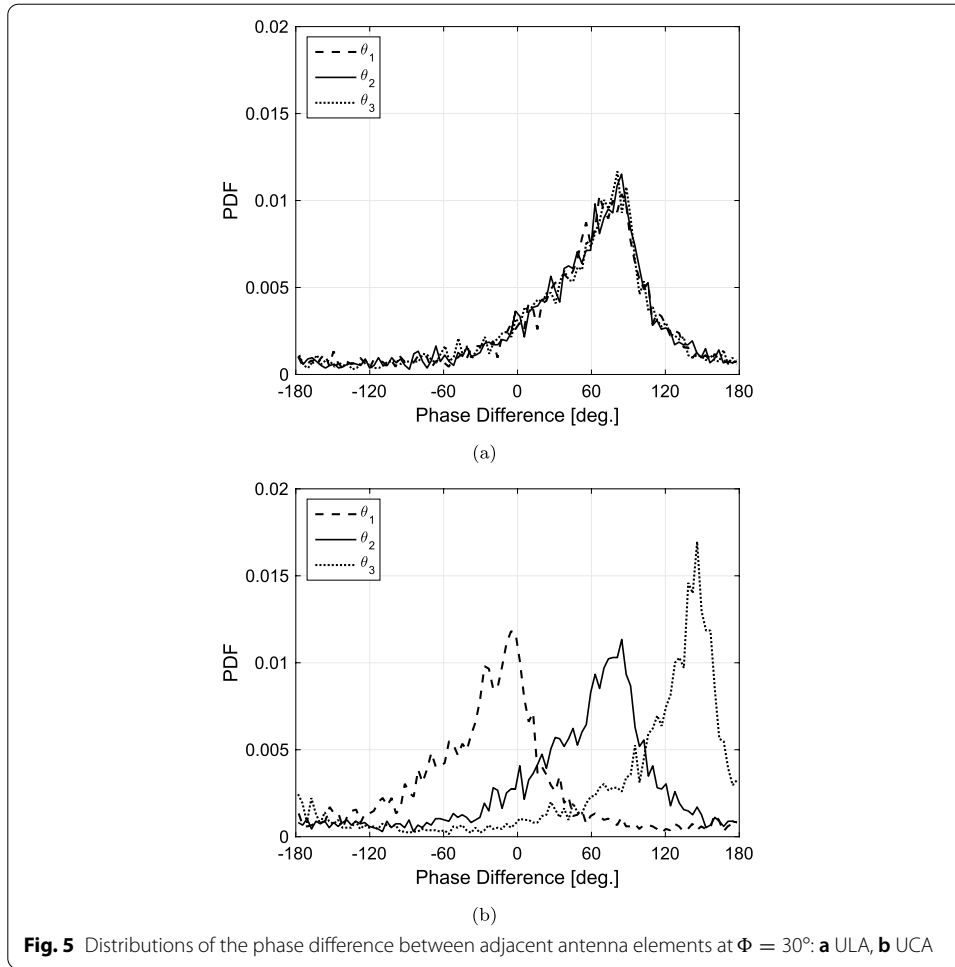 0.02
θ1
θ2
θ3
0.015
PDF
0.01
0.005
0
-180 -120 -60 0 60 120 180
Phase Difference [deg.]
(a)
0.02
θ1
θ2
θ3
0.015
PDF
0.01
0.005
0
-180 -120 -60 0 60 120 180
Phase Difference [deg.]
(b)
Fig. 5 Distributions of the phase difference between adjacent antenna elements at Φ = 30°: a ULA, b UCA